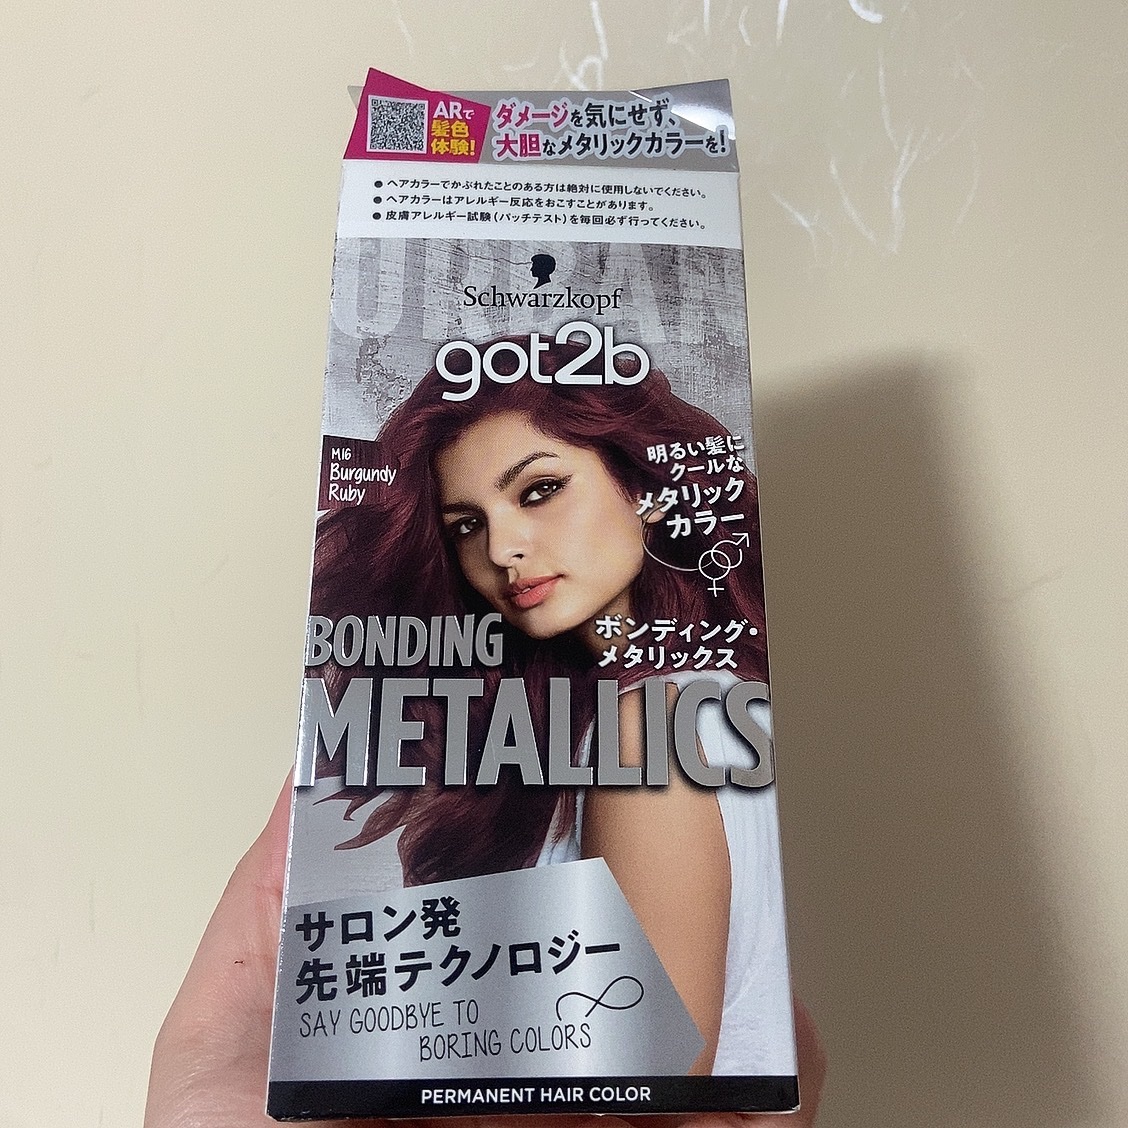 ARで
髪色
体験!
ダメージを気にせず、
大胆なメタリックカラーを!
● ヘアカラーでかぶれたことのある方は絶対に使用しないでください。
● ヘアカラーはアレルギー反応をおこすことがあります。
● 皮膚アレルギー試験(パッチテスト)を毎回必ず行ってください。
URBAN
Schwarzkopf
got2b
M16
Burgundy
Ruby
明るい髪に
クールな
メタリック
カラー
BONDING
ボンディング・
メタリックス
METALLICS
サロン発
先端テクノロジー
SAY GOODBYE TO
BORING COLORS
PERMANENT HAIR COLOR